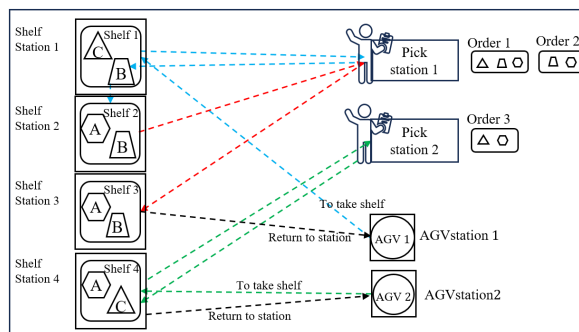 Shelf
Station 1
Shelf 1
C
B
Shelf
Station 2
Shelf 2
A
B
Shelf
Station 3
Shelf 3
A
B
Shelf
Station 4
Shelf 4
A
C
Pick
station 1
Order 1
Order 2
Pick
station 2
Order 3
To take shelf
Return to station
AGV 1
AGVstation 1
To take shelf
Return to station
AGV 2
AGVstation2